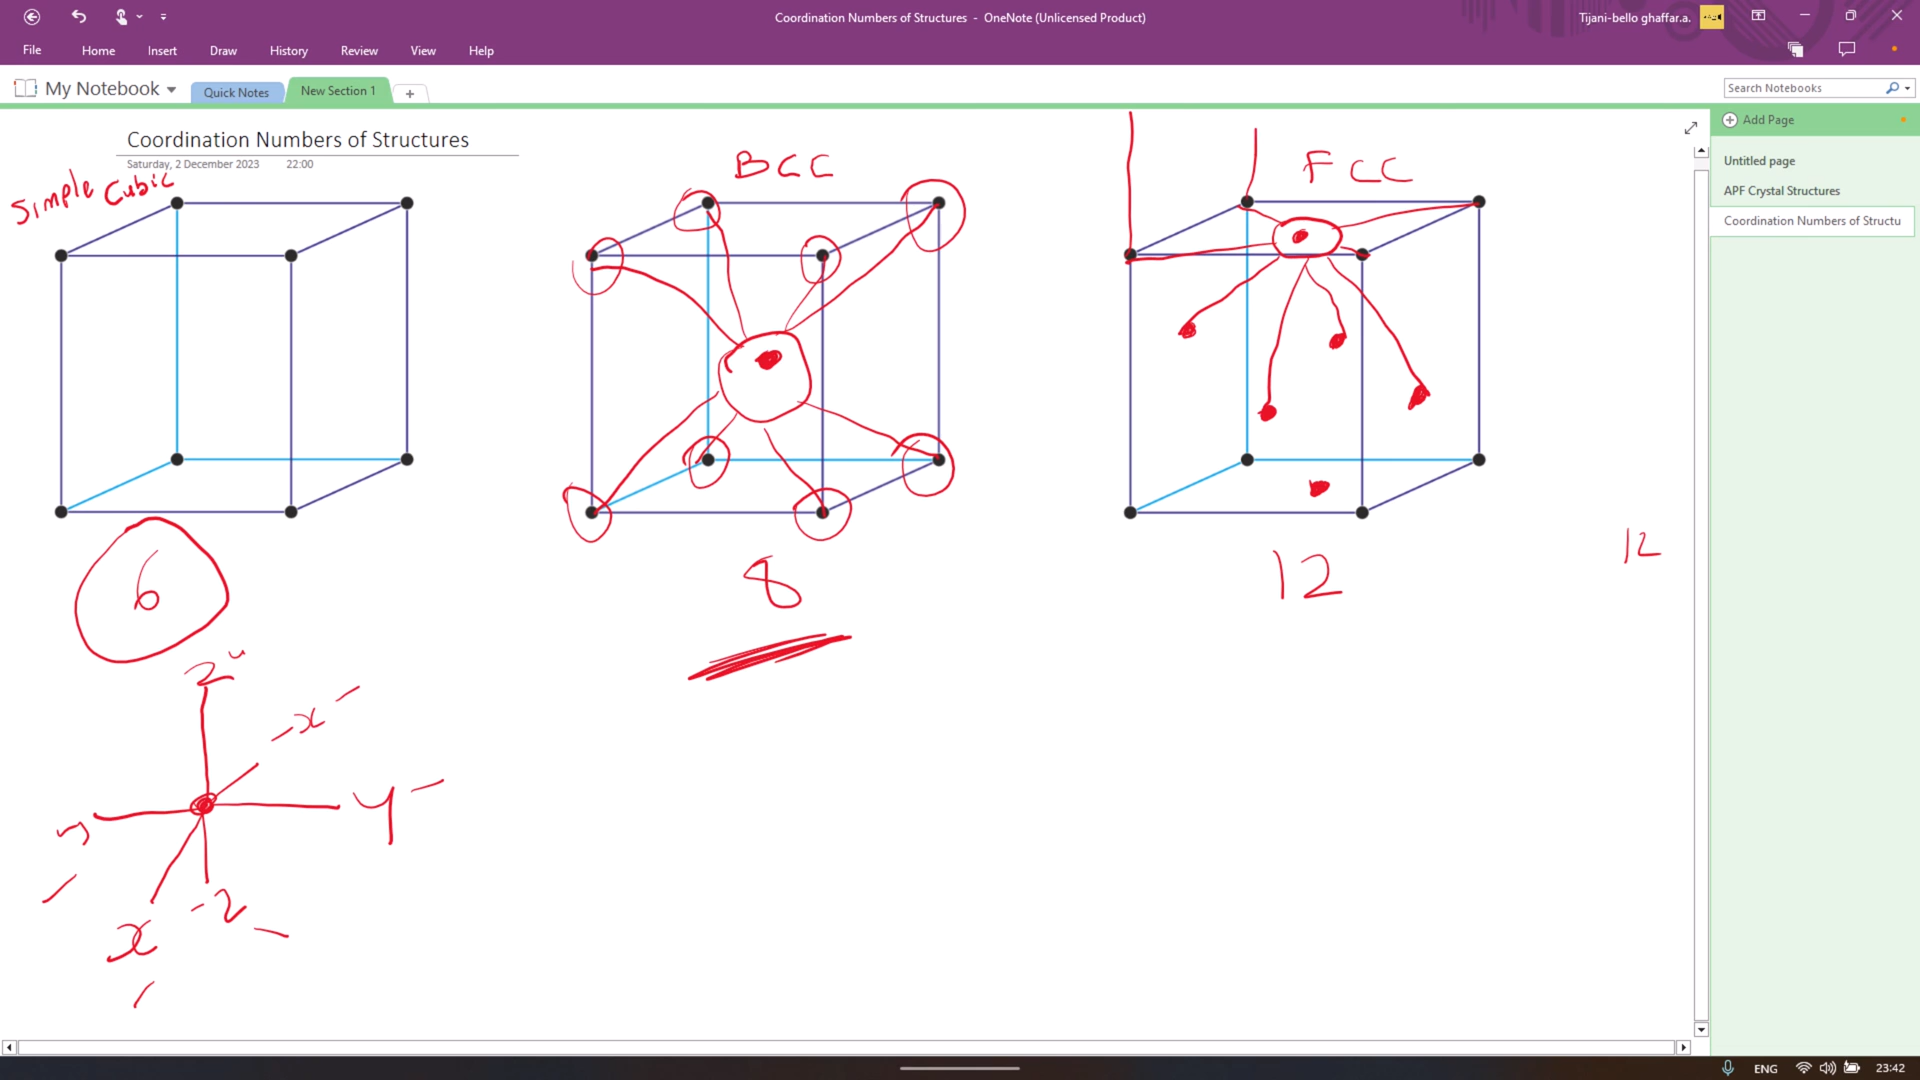 Coordination Numbers of Structures - OneNote (Unlicensed Product)
Tijani-bello ghaffar.a.
File Home Insert Draw History Review View Help
My Notebook
Quick Notes
New Section 1
Search Notebooks
Coordination Numbers of Structures
Saturday, 2 December 2023 22:00
Add Page
Untitled page
APF Crystal Structures
Coordination Numbers of Structu
Simple Cubic
BCC
FCC
6
8
12
12
z
-x
y
x
-z
ENG
23:42